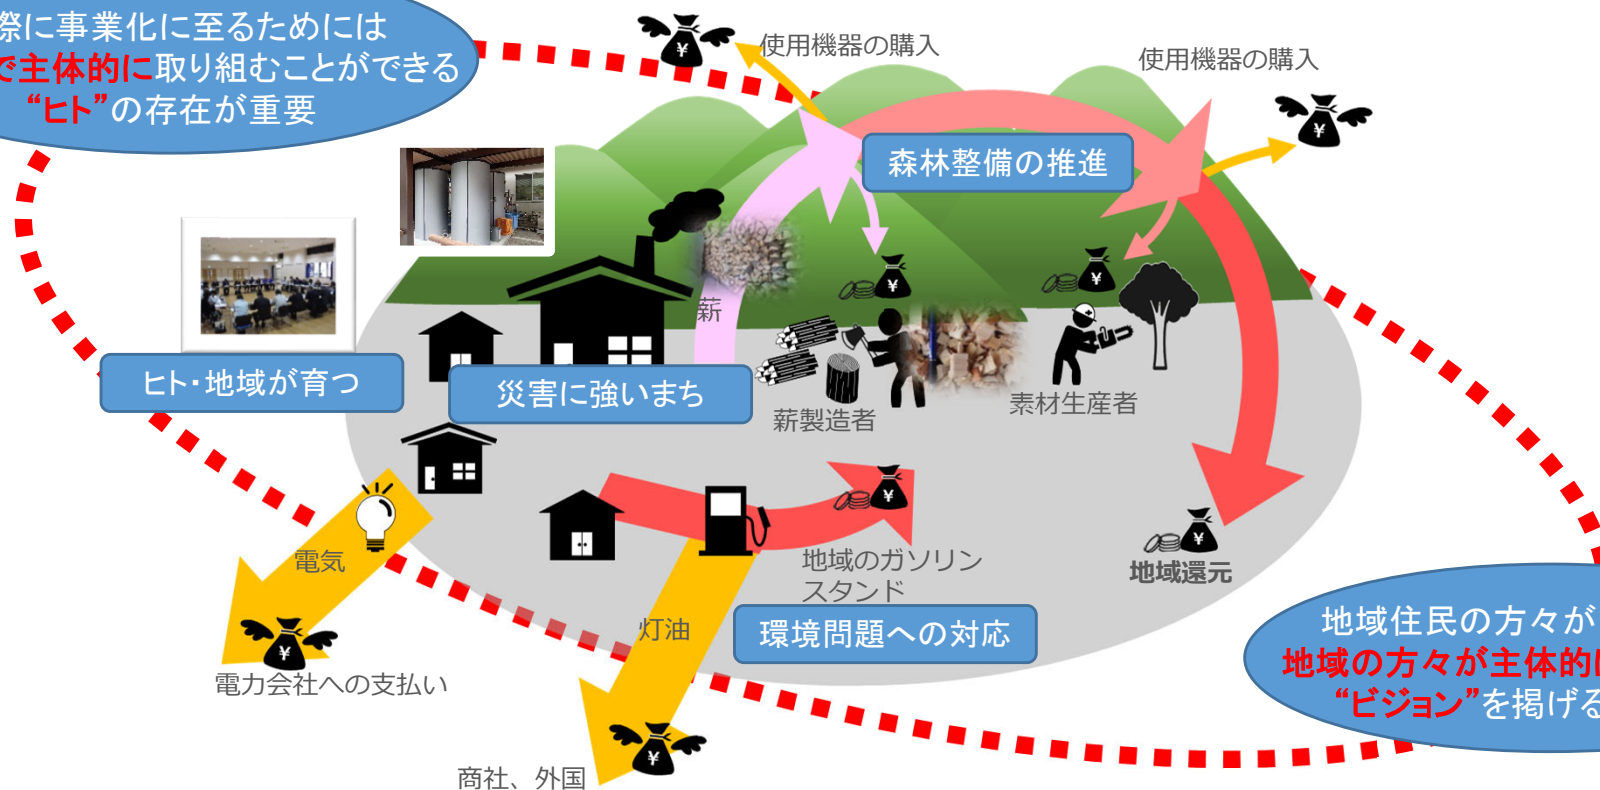 際に事業化に至るためには
で主体的に取り組むことができる
“ヒト”の存在が重要
使用機器の購入
使用機器の購入
森林整備の推進
薪
ヒト・地域が育つ
災害に強いまち
薪製造者
素材生産者
電気
地域のガソリン
スタンド
地域還元
灯油
環境問題への対応
電力会社への支払い
商社、外国
地域住民の方々が
地域の方々が主体的に
“ビジョン”を掲げる
¥
¥
¥
¥
¥
¥
¥
¥